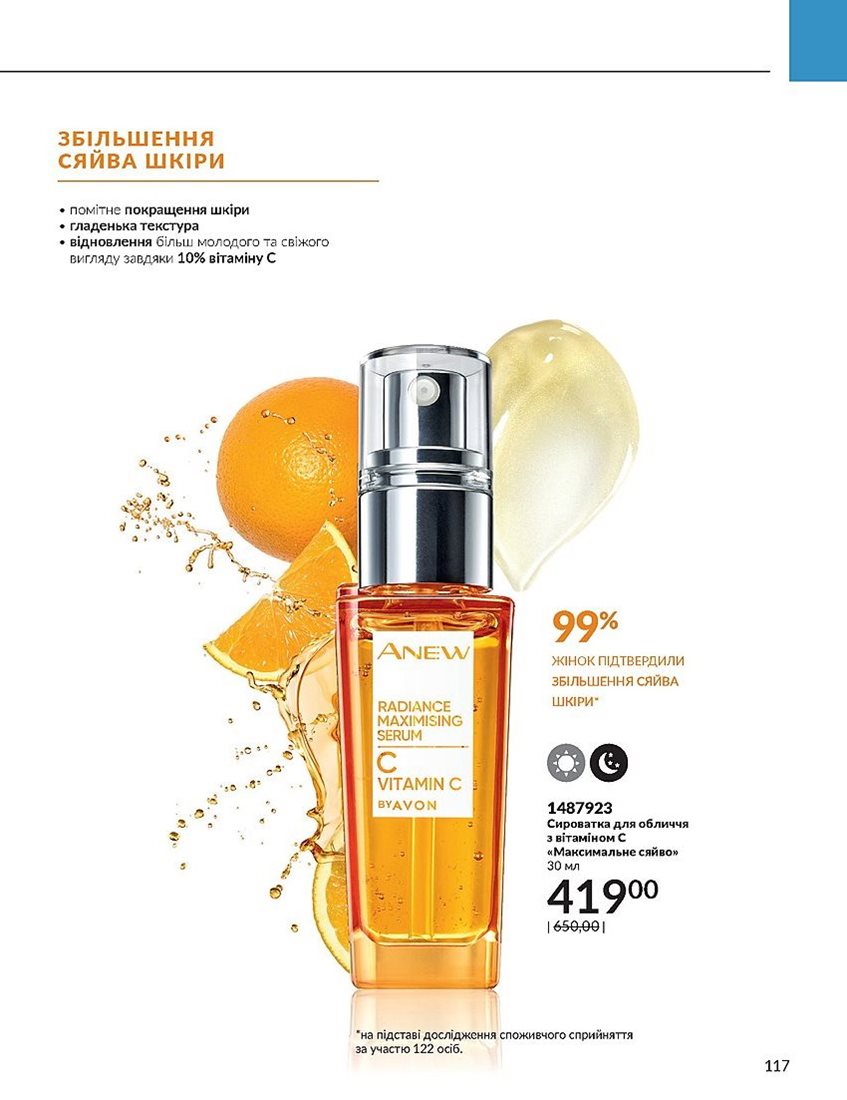 ЗБІЛЬШЕННЯ
СЯЙВА ШКІРИ
• помітне покращення шкіри
• гладенька текстура
• відновлення більш молодого та свіжого
вигляду завдяки 10% вітаміну С
ANEW
RADIANCE
MAXIMISING
SERUM
C
VITAMIN C
BY AVON
99%
ЖІНОК ПІДТВЕРДИЛИ
ЗБІЛЬШЕННЯ СЯЙВА
ШКІРИ*
1487923
Сироватка для обличчя
з вітаміном С
«Максимальне сяйво»
30 мл
41900
| 650,00 |
*на підставі дослідження споживчого сприйняття
за участю 122 осіб.
117